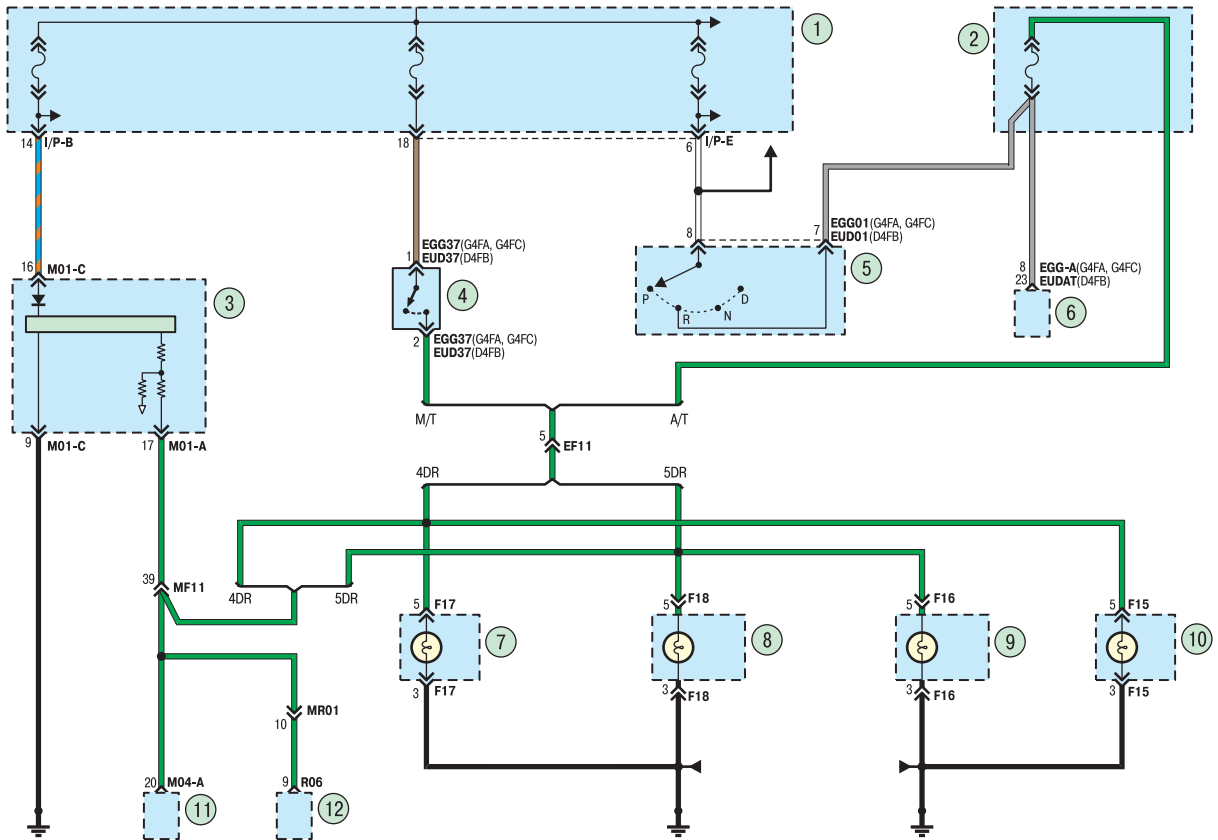 1
2
14 I/P-B
18
6 I/P-E
EGG01(G4FA, G4FC)
8
7 EUD01(D4FB)
EGG37(G4FA, G4FC)
1 EUD37(D4FB)
16 M01-C
3
4
5
P
R
N
D
8 EGG-A(G4FA, G4FC)
23 EUDAT(D4FB)
6
2 EGG37(G4FA, G4FC)
EUD37(D4FB)
M/T
A/T
9 M01-C
17 M01-A
5 EF11
4DR
5DR
39 MF11
4DR
5DR
5 F17
5 F18
5 F16
5 F15
7
8
9
10
3 F17
3 F18
3 F16
3 F15
MR01
10
20 M04-A
9 R06
11
12